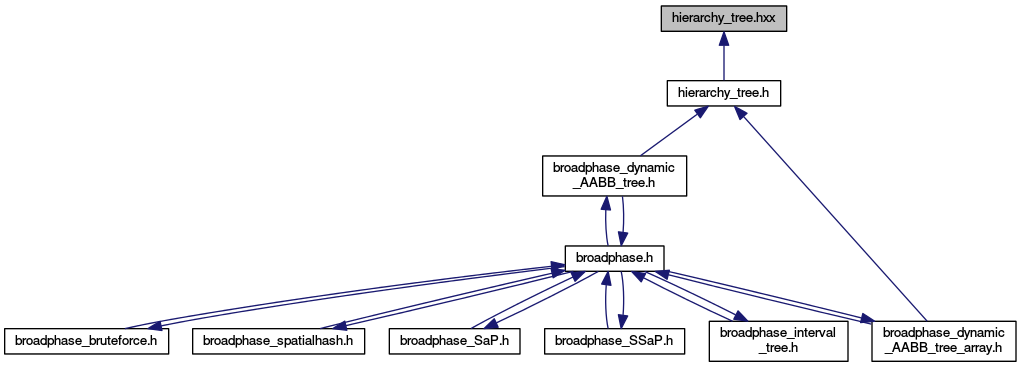 hierarchy_tree.hxx
hierarchy_tree.h
broadphase_dynamic
_AABB_tree.h
broadphase.h
broadphase_bruteforce.h
broadphase_spatialhash.h
broadphase_SaP.h
broadphase_SSaP.h
broadphase_interval
_tree.h
broadphase_dynamic
_AABB_tree_array.h